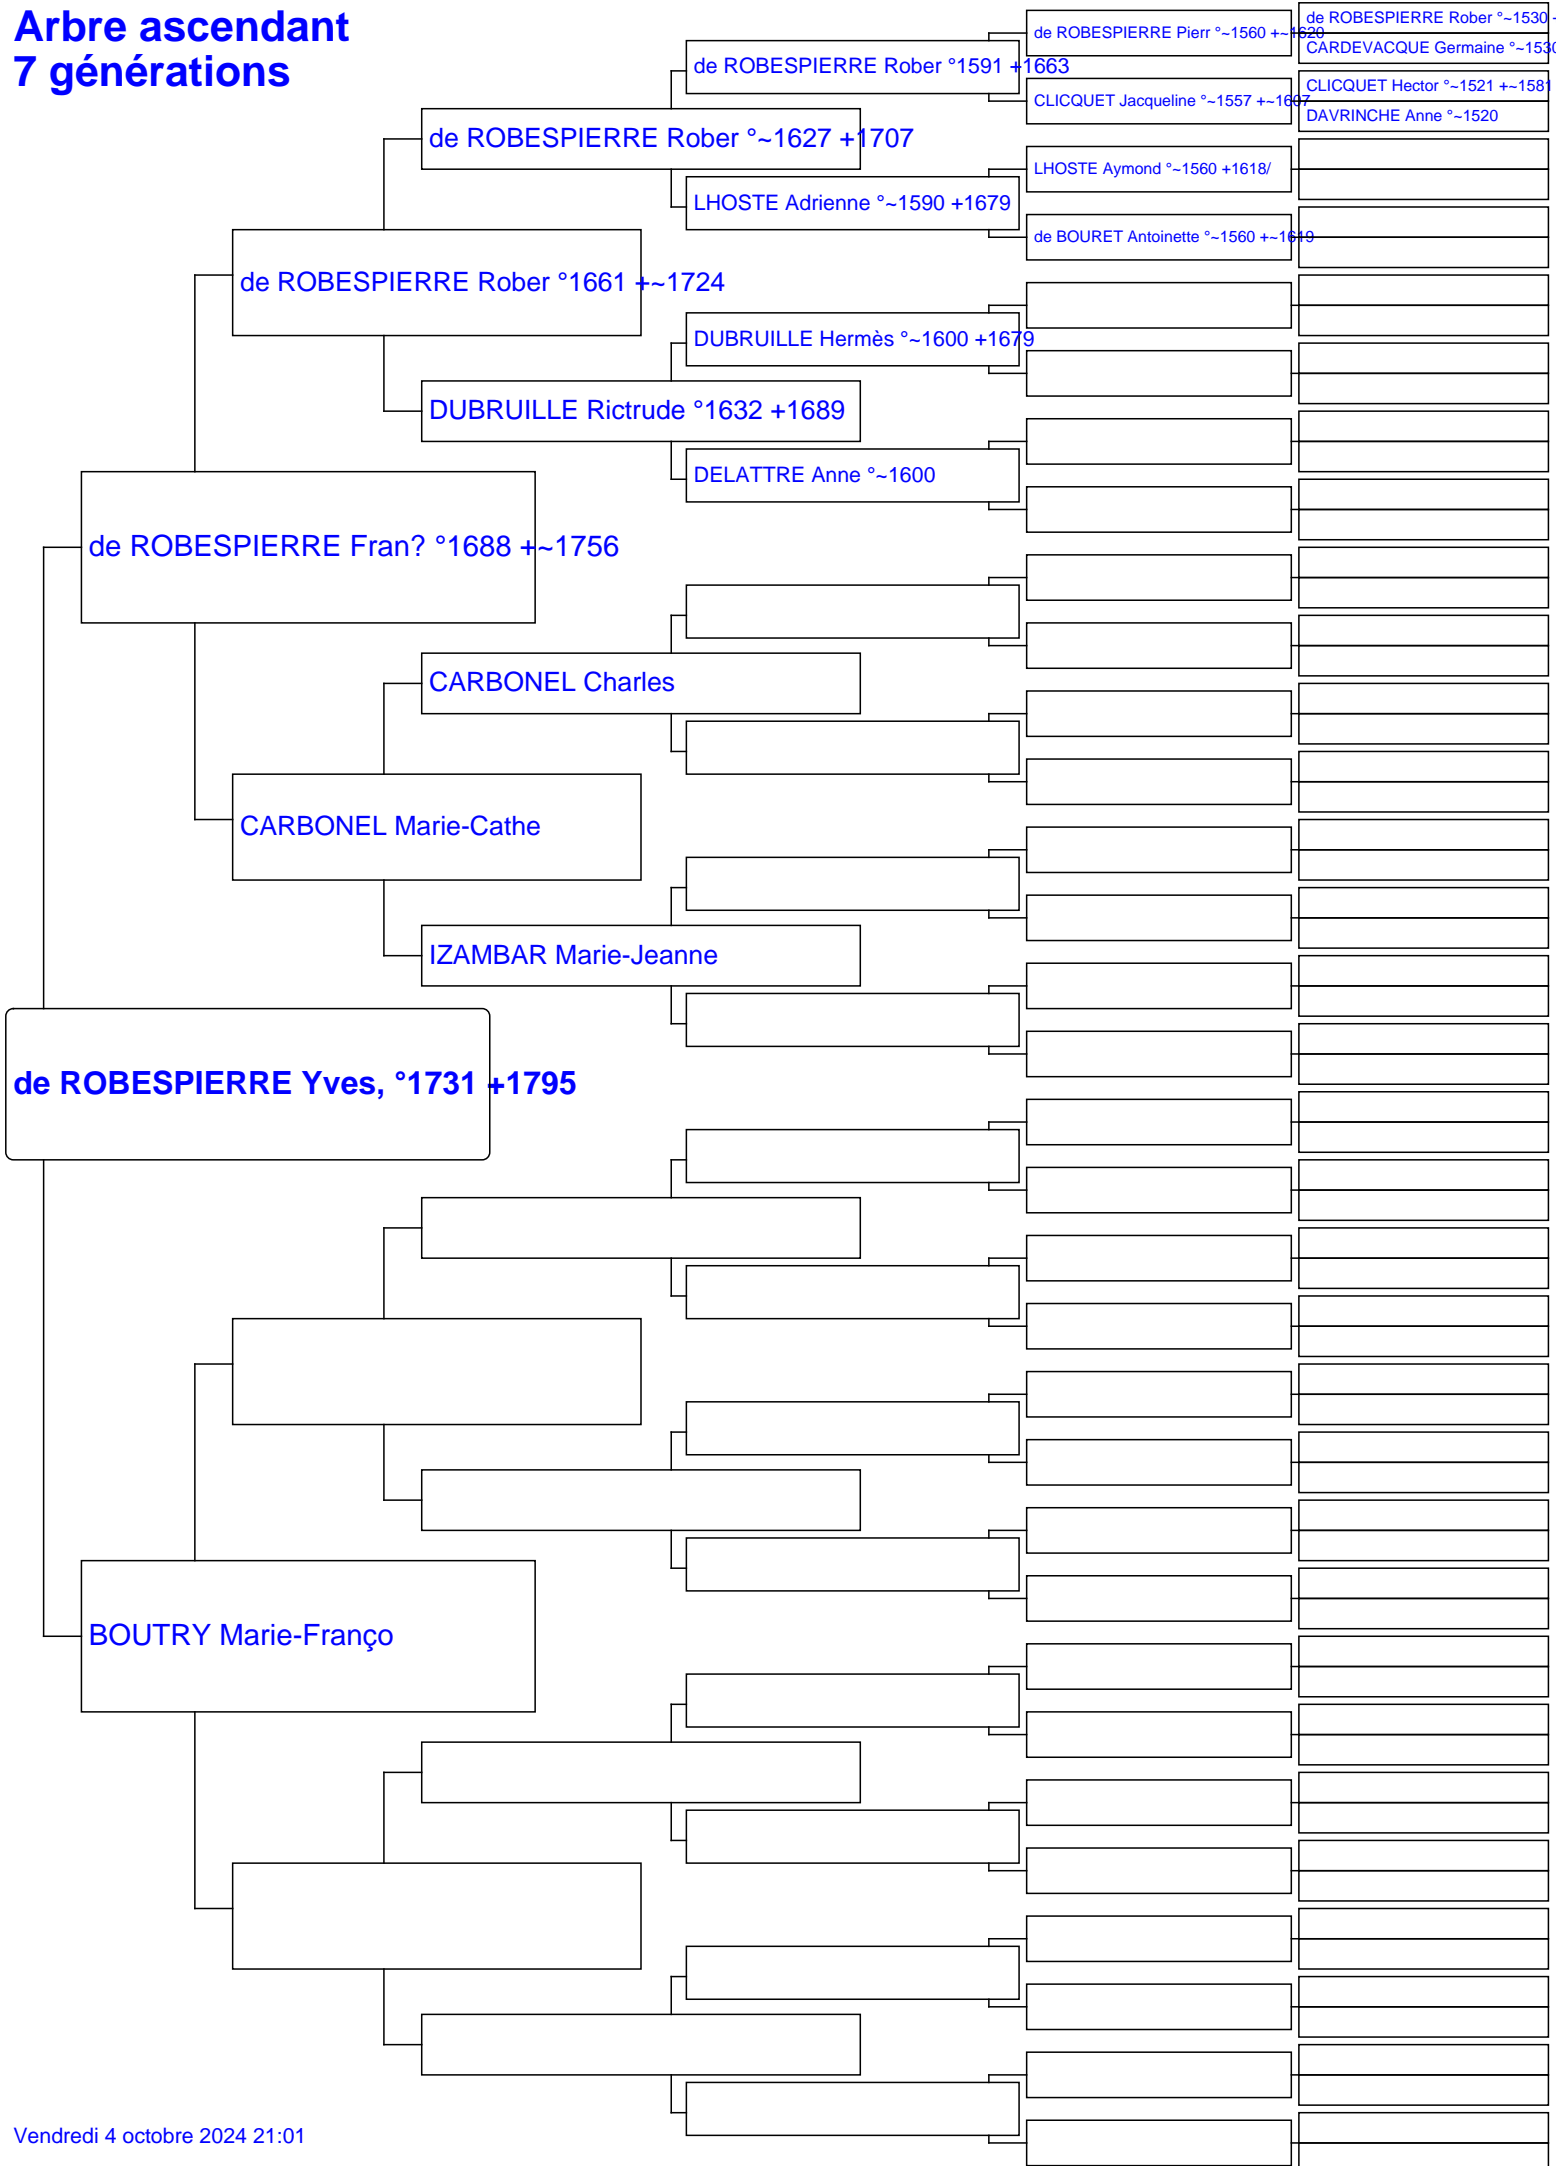 Arbre ascendant
7 générations
de ROBESPIERRE Rober °~1530 +
CARDEVACQUE Germaine °~1530
de ROBESPIERRE Pierr °~1560 +~1620
CLICQUET Hector °~1521 +~1581
DAVRINCHE Anne °~1520
CLICQUET Jacqueline °~1557 +~1607
de ROBESPIERRE Rober °1591 +1663
de ROBESPIERRE Rober °~1627 +1707
LHOSTE Aymond °~1560 +1618/
LHOSTE Adrienne °~1590 +1679
de BOURET Antoinette °~1560 +~1619
de ROBESPIERRE Rober °1661 +~1724
DUBRUILLE Hermès °~1600 +1679
DUBRUILLE Rictrude °1632 +1689
DELATTRE Anne °~1600
de ROBESPIERRE Fran? °1688 +~1756
CARBONEL Charles
CARBONEL Marie-Cathe
IZAMBAR Marie-Jeanne
de ROBESPIERRE Yves, °1731 +1795
BOUTRY Marie-Franço
Vendredi 4 octobre 2024 21:01